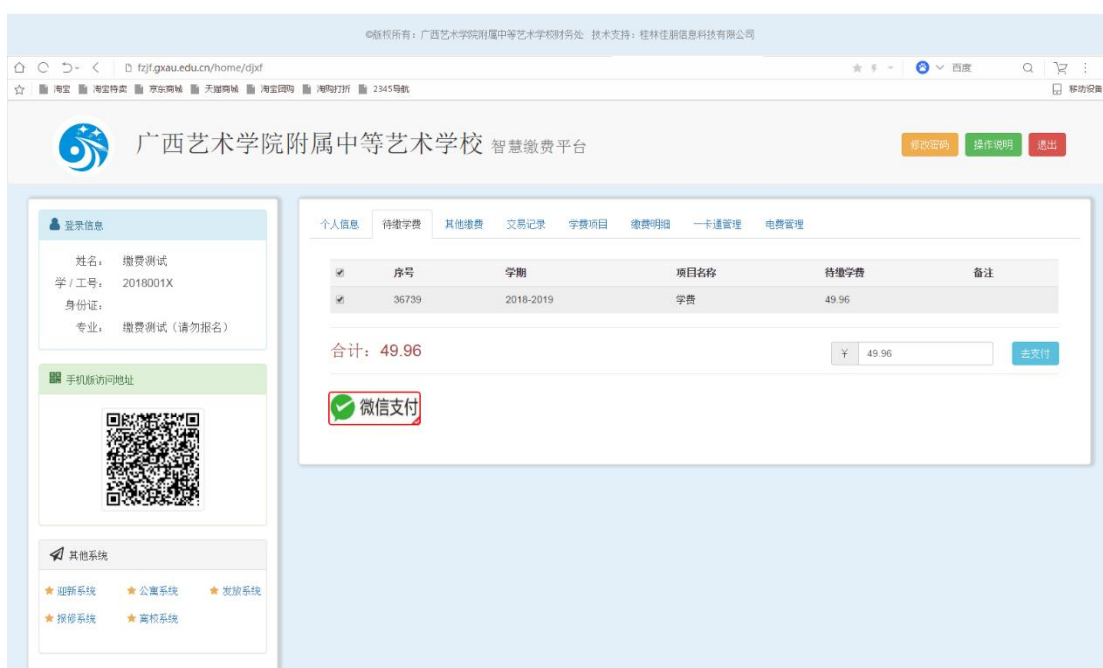 ©版权所有：广西艺术学院附属中等艺术学校财务处 技术支持：桂林佳朋信息科技有限公司
fzjf.gxau.edu.cn/home/djxf 百度
淘宝 淘宝特卖 京东商城 天猫商城 淘宝团购 淘购打折 2345导航 移动设备
广西艺术学院附属中等艺术学校 智慧缴费平台
修改密码 操作说明 退出
登录信息
姓名： 缴费测试
学/工号： 2018001X
身份证：
专业： 缴费测试（请勿报名）
手机版访问地址
其他系统
迎新系统 公寓系统 发放系统
报修系统 离校系统
个人信息 待缴学费 其他缴费 交易记录 学费项目 缴费明细 一卡通管理 电费管理
序号 学期 项目名称 待缴学费 备注
36739 2018-2019 学费 49.96
合计：49.96 ￥ 49.96 去支付
微信支付